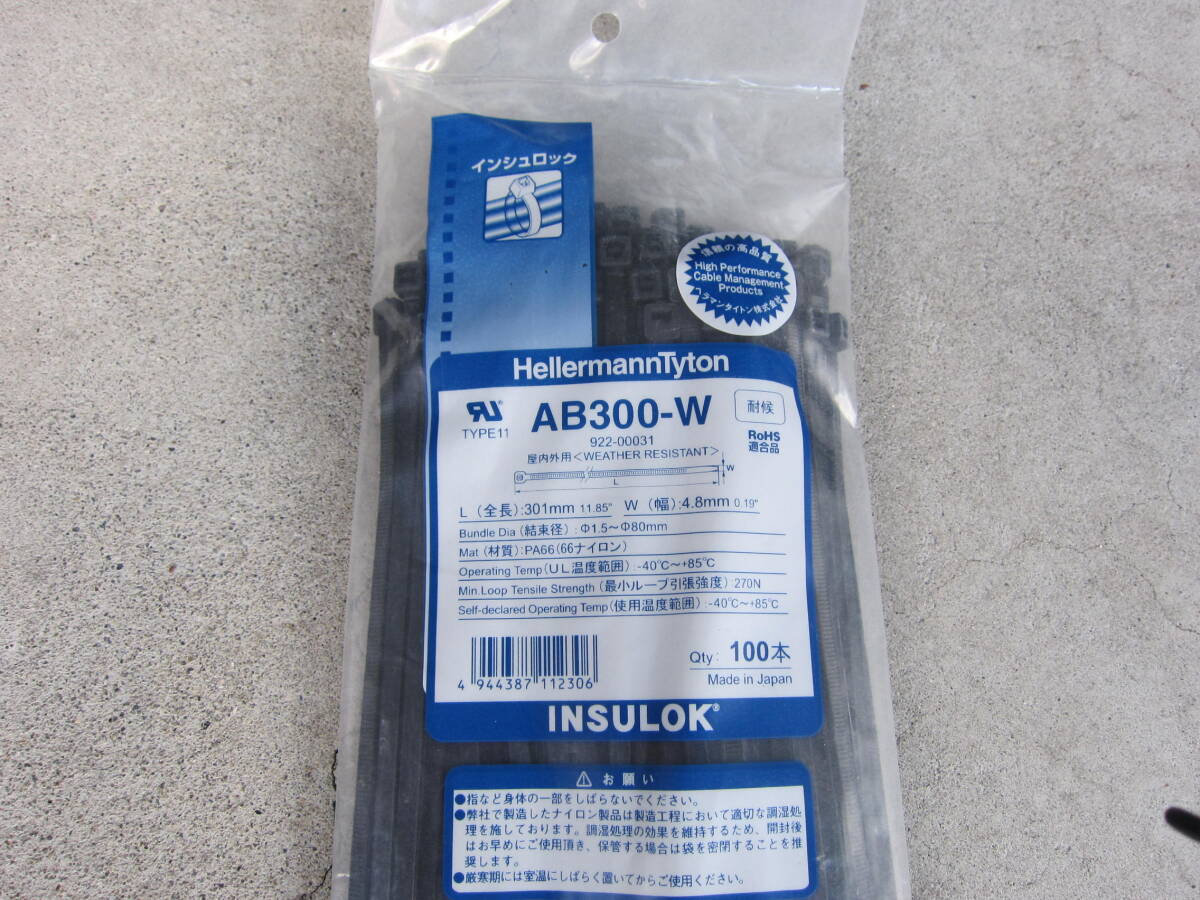 インシュロック
信頼の高品質
High Performance
Cable Management
Products
ヘラマンタイトン株式会社
HellermannTyton
RU®
TYPE11
AB300-W
耐候
922-00031
RoHS
適合品
屋内外用<WEATHER RESISTANT>
W
L
L (全長):301mm 11.85" W (幅):4.8mm 0.19"
Bundle Dia (結束径) : Φ1.5～Φ80mm
Mat (材質):PA66(66ナイロン)
Operating Temp(UL温度範囲):-40℃～+85℃
Min.Loop Tensile Strength (最小ループ引張強度):270N
Self-declared Operating Temp(使用温度範囲):-40℃～+85℃
Qty: 100本
4 944387 112306
Made in Japan
INSULOK®
⚠ お願い
●指など身体の一部をしばらないでください。
●弊社で製造したナイロン製品は製造工程において適切な調湿処
理を施しております。調湿処理の効果を維持するため、開封後
はお早めにご使用頂き、保管する場合は袋を密閉することを推
奨します。
●厳寒期には室温にしばらく置いてからご使用ください。